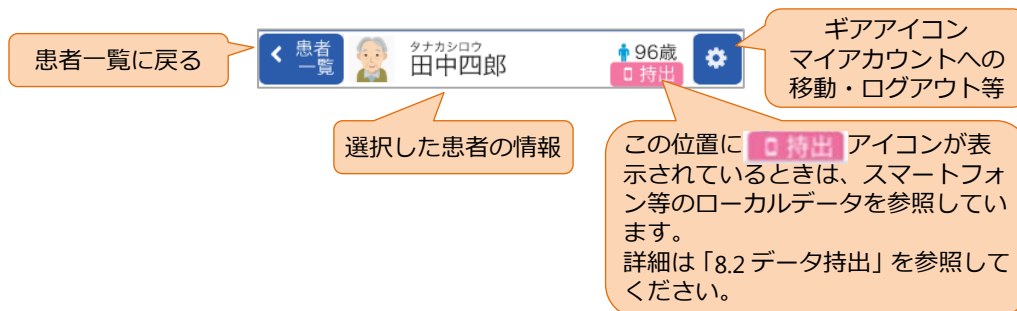 患者一覧に戻る
患者
一覧
タナカシロウ
田中四郎
96歳
持出
ギアアイコン
マイアカウントへの
移動・ログアウト等
選択した患者の情報
この位置に 持出 アイコンが表
示されているときは、スマートフォ
ン等のローカルデータを参照してい
ます。
詳細は「8.2 データ持出」を参照して
ください。